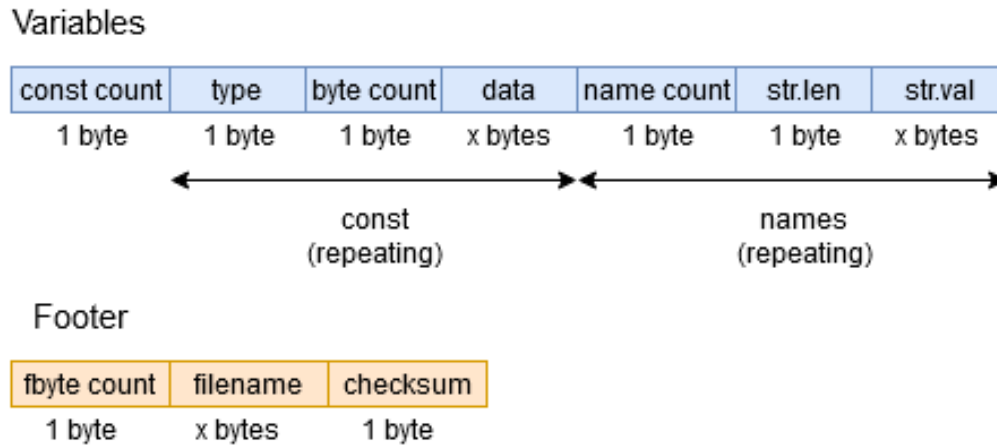 Variables
const count type byte count data name count str.len str.val
1 byte 1 byte 1 byte x bytes 1 byte 1 byte x bytes
const names
(repeating) (repeating)
Footer
fbyte count filename checksum
1 byte x bytes 1 byte